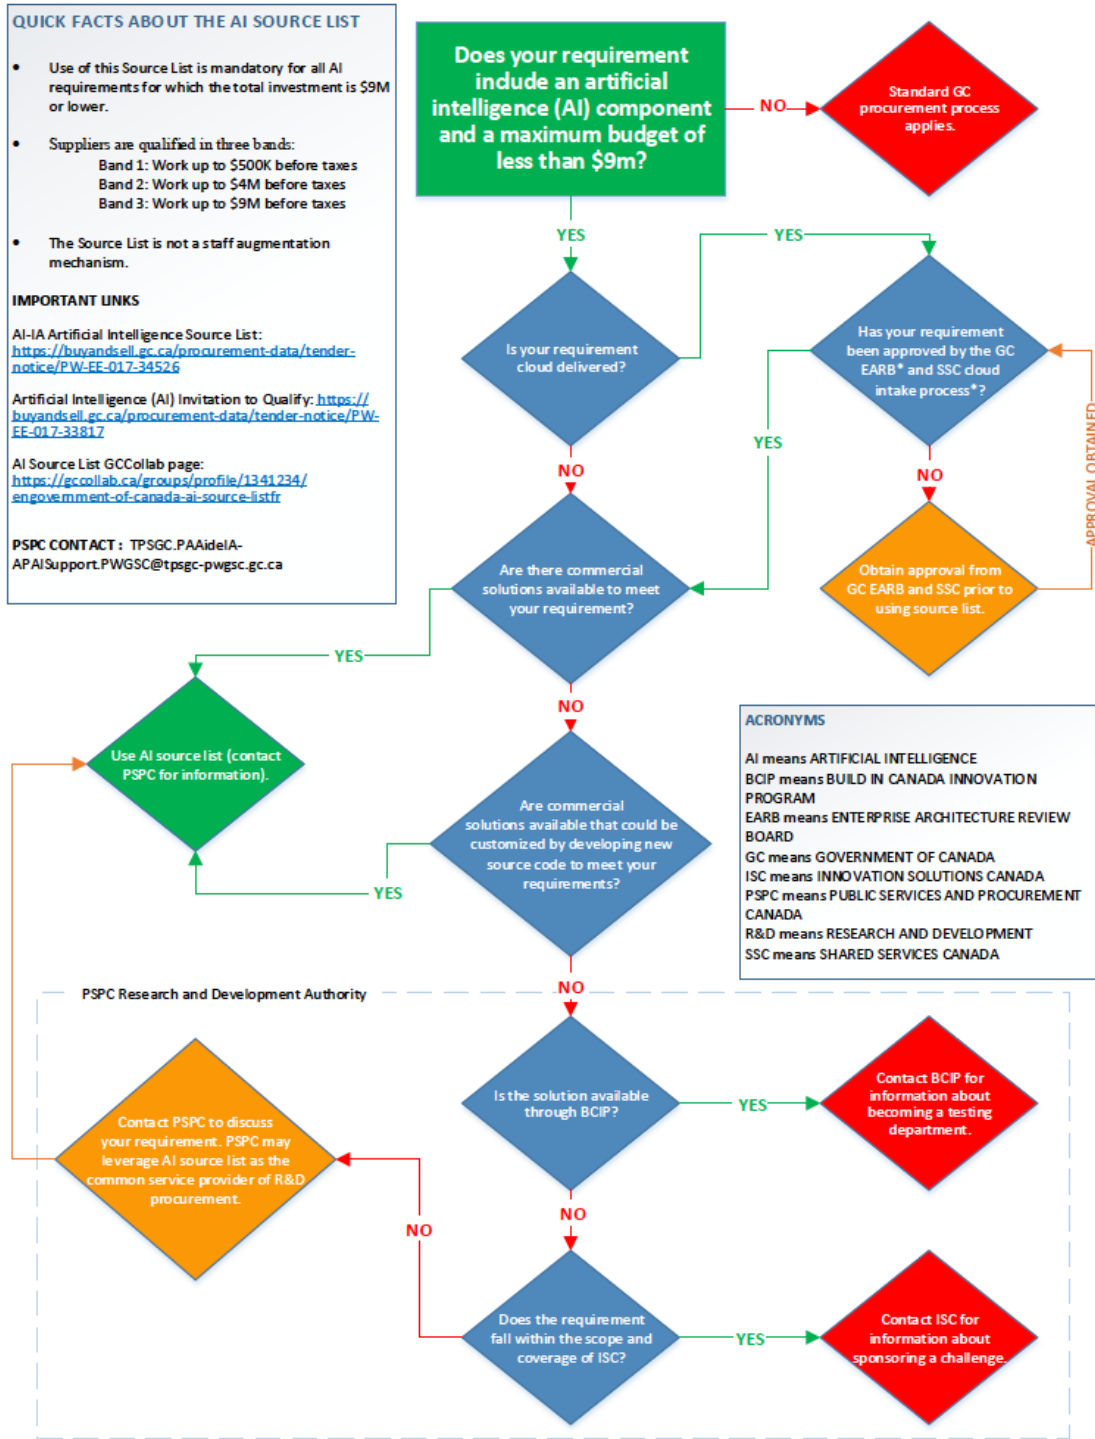 QUICK FACTS ABOUT THE AI SOURCE LIST
• Use of this Source List is mandatory for all AI
requirements for which the total investment is $9M
or lower.
• Suppliers are qualified in three bands:
Band 1: Work up to $500K before taxes
Band 2: Work up to $4M before taxes
Band 3: Work up to $9M before taxes
• The Source List is not a staff augmentation
mechanism.
IMPORTANT LINKS
AI-IA Artificial Intelligence Source List:
https://buyandsell.gc.ca/procurement-data/tender-
notice/PW-EE-017-34526
Artificial Intelligence (AI) Invitation to Qualify: https://
buyandsell.gc.ca/procurement-data/tender-notice/PW-
EE-017-33817
AI Source List GCCollab page:
https://gccollab.ca/groups/profile/1341234/
engovernment-of-canada-ai-source-listfr
PSPC CONTACT : TPSGC.PAAideIA-
APAISupport.PWGSC@tpsgc-pwgsc.gc.ca
Does your requirement
include an artificial
intelligence (AI) component
and a maximum budget of
less than $9m?
NO
Standard GC
procurement process
applies.
YES
Is your requirement
cloud delivered?
YES
Has your requirement
been approved by the GC
EARB* and SSC cloud
intake process*?
YES
NO
NO
APPROVAL OBTAINED
Obtain approval from
GC EARB and SSC prior to
using source list.
Are there commercial
solutions available to meet
your requirement?
YES
NO
Use AI source list (contact
PSPC for information).
Are commercial
solutions available that could be
customized by developing new
source code to meet your
requirements?
YES
NO
ACRONYMS
AI means ARTIFICIAL INTELLIGENCE
BCIP means BUILD IN CANADA INNOVATION
PROGRAM
EARB means ENTERPRISE ARCHITECTURE REVIEW
BOARD
GC means GOVERNMENT OF CANADA
ISC means INNOVATION SOLUTIONS CANADA
PSPC means PUBLIC SERVICES AND PROCUREMENT
CANADA
R&D means RESEARCH AND DEVELOPMENT
SSC means SHARED SERVICES CANADA
PSPC Research and Development Authority
Is the solution available
through BCIP?
YES
Contact BCIP for
information about
becoming a testing
department.
NO
Contact PSPC to discuss
your requirement. PSPC may
leverage AI source list as the
common service provider of R&D
procurement.
NO
Does the requirement
fall within the scope and
coverage of ISC?
YES
Contact ISC for
information about
sponsoring a challenge.